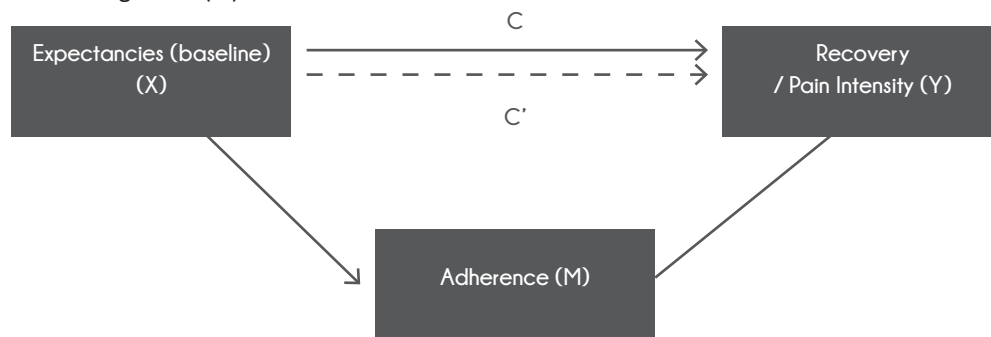 C
Expectancies (baseline)
(X)
Recovery
/ Pain Intensity (Y)
C’
Adherence (M)